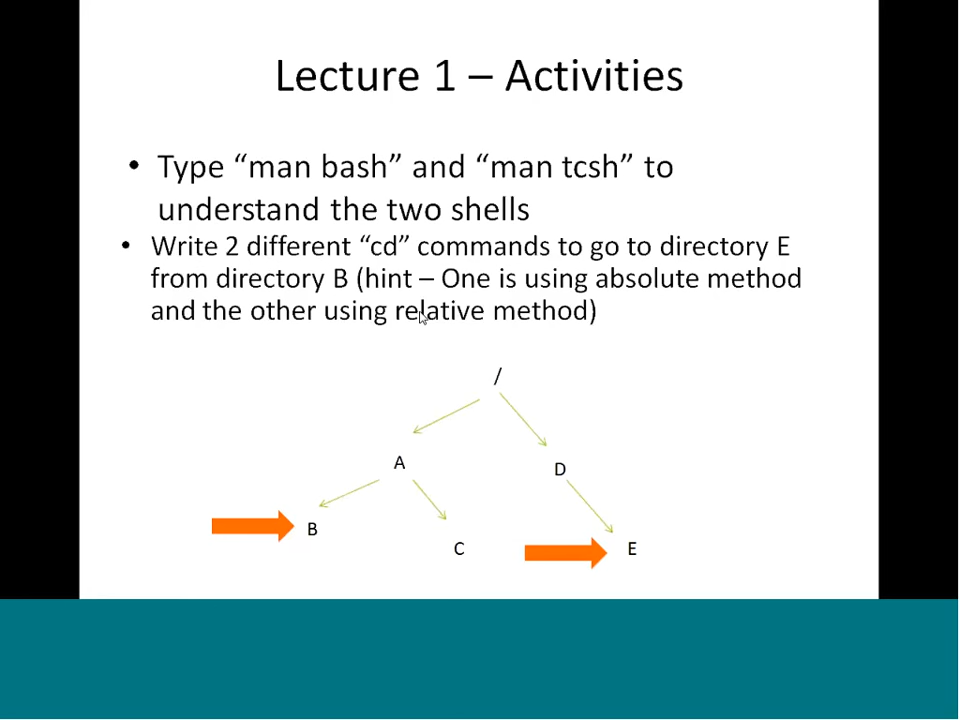 Lecture 1 – Activities
• Type “man bash” and “man tcsh” to
understand the two shells
• Write 2 different “cd” commands to go to directory E
from directory B (hint – One is using absolute method
and the other using relative method)
/
A
D
B
C
E